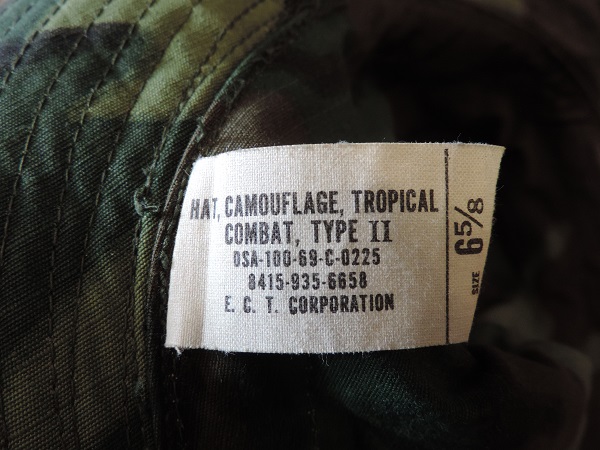 HAT, CAMOUFLAGE, TROPICAL
COMBAT, TYPE II
DSA-100-69-C-0225
8415-935-6658
E. C. T. CORPORATION
SIZE 6 5/8